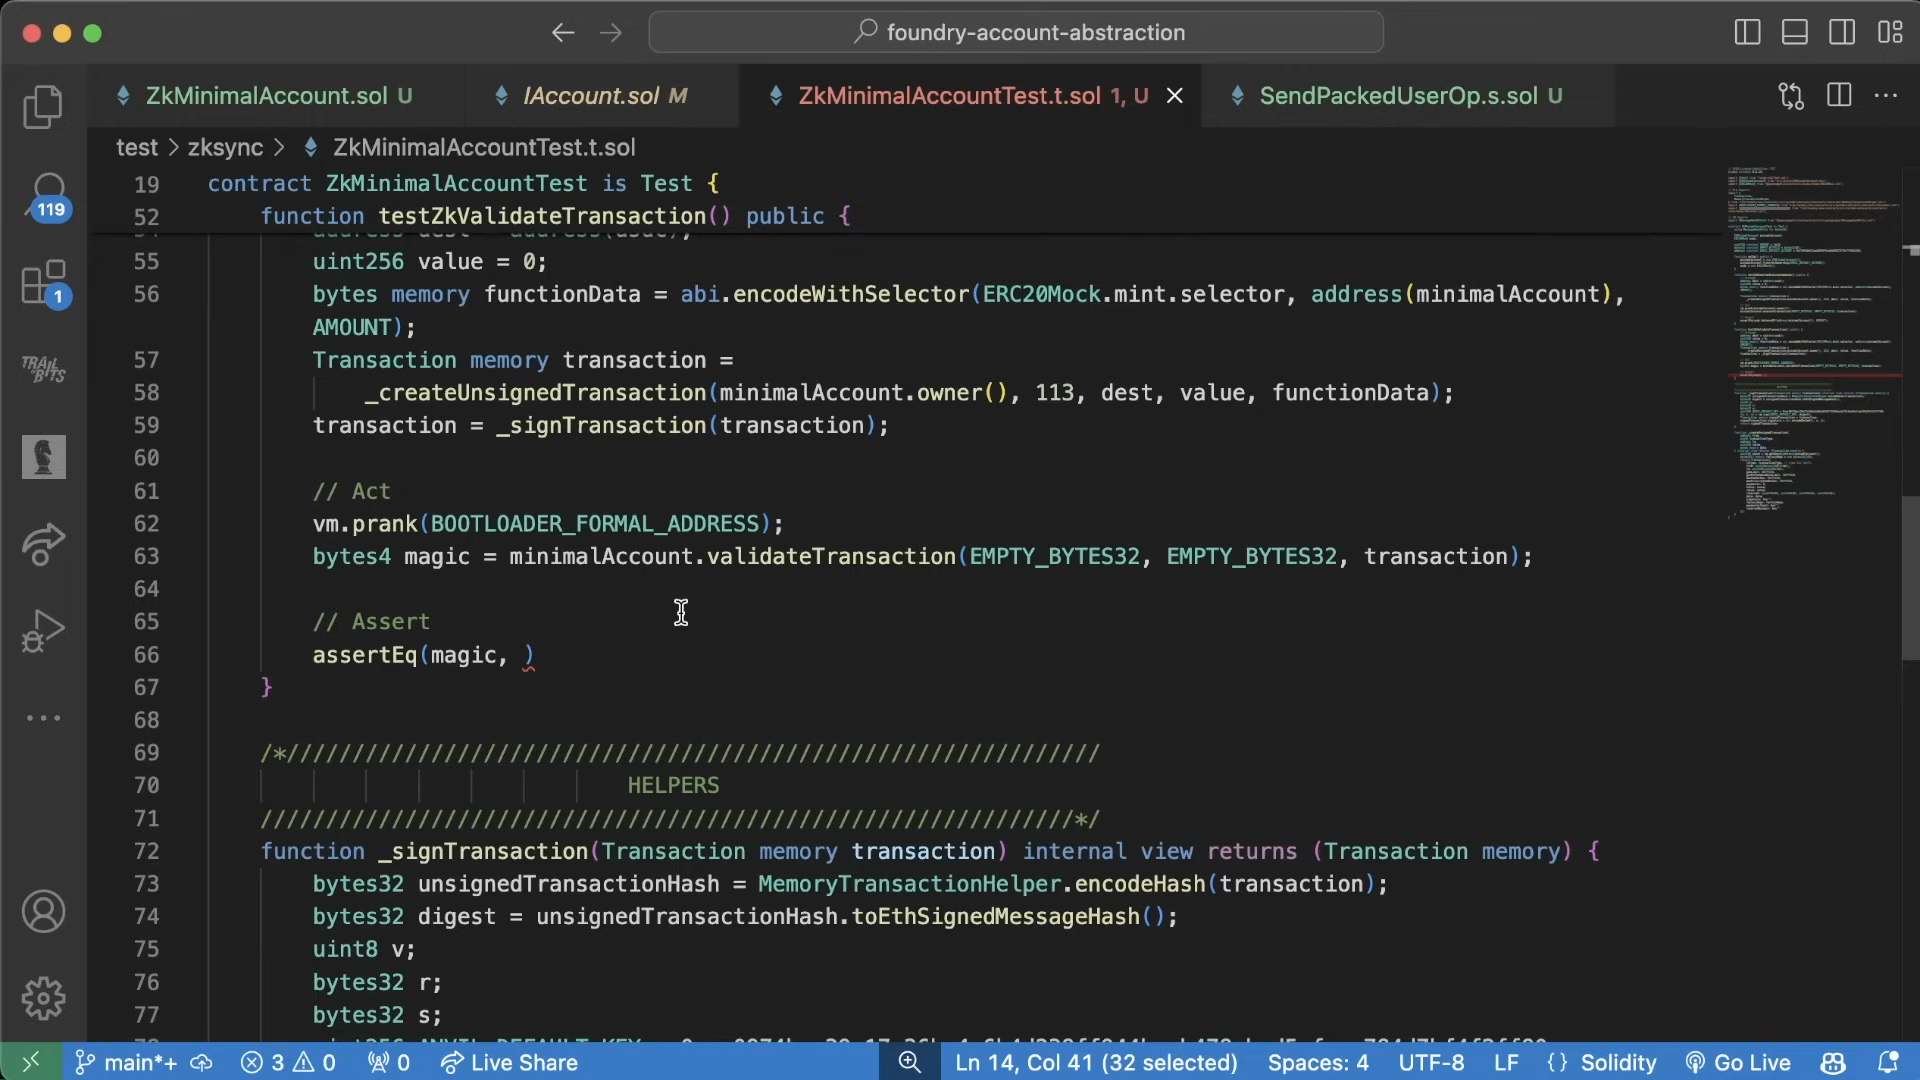 foundry-account-abstraction
ZkMinimalAccount.sol U
IAccount.sol M
ZkMinimalAccountTest.t.sol 1, U
SendPackedUserOp.s.sol U
test > zksync > ZkMinimalAccountTest.t.sol
19 contract ZkMinimalAccountTest is Test {
52 function testZkValidateTransaction() public {
55 uint256 value = 0;
56 bytes memory functionData = abi.encodeWithSelector(ERC20Mock.mint.selector, address(minimalAccount),
AMOUNT);
57 Transaction memory transaction =
58 _createUnsignedTransaction(minimalAccount.owner(), 113, dest, value, functionData);
59 transaction = _signTransaction(transaction);
60
61 // Act
62 vm.prank(BOOTLOADER_FORMAL_ADDRESS);
63 bytes4 magic = minimalAccount.validateTransaction(EMPTY_BYTES32, EMPTY_BYTES32, transaction);
64
65 // Assert
66 assertEq(magic, )
67 }
68
69 /*//////////////////////////////////////////////////////////////
70 HELPERS
71 //////////////////////////////////////////////////////////////*/
72 function _signTransaction(Transaction memory transaction) internal view returns (Transaction memory) {
73 bytes32 unsignedTransactionHash = MemoryTransactionHelper.encodeHash(transaction);
74 bytes32 digest = unsignedTransactionHash.toEthSignedMessageHash();
75 uint8 v;
76 bytes32 r;
77 bytes32 s;
119
1
TRAIL OF BITS
main*+
3 0
0
Live Share
Ln 14, Col 41 (32 selected)
Spaces: 4
UTF-8
LF
{} Solidity
Go Live